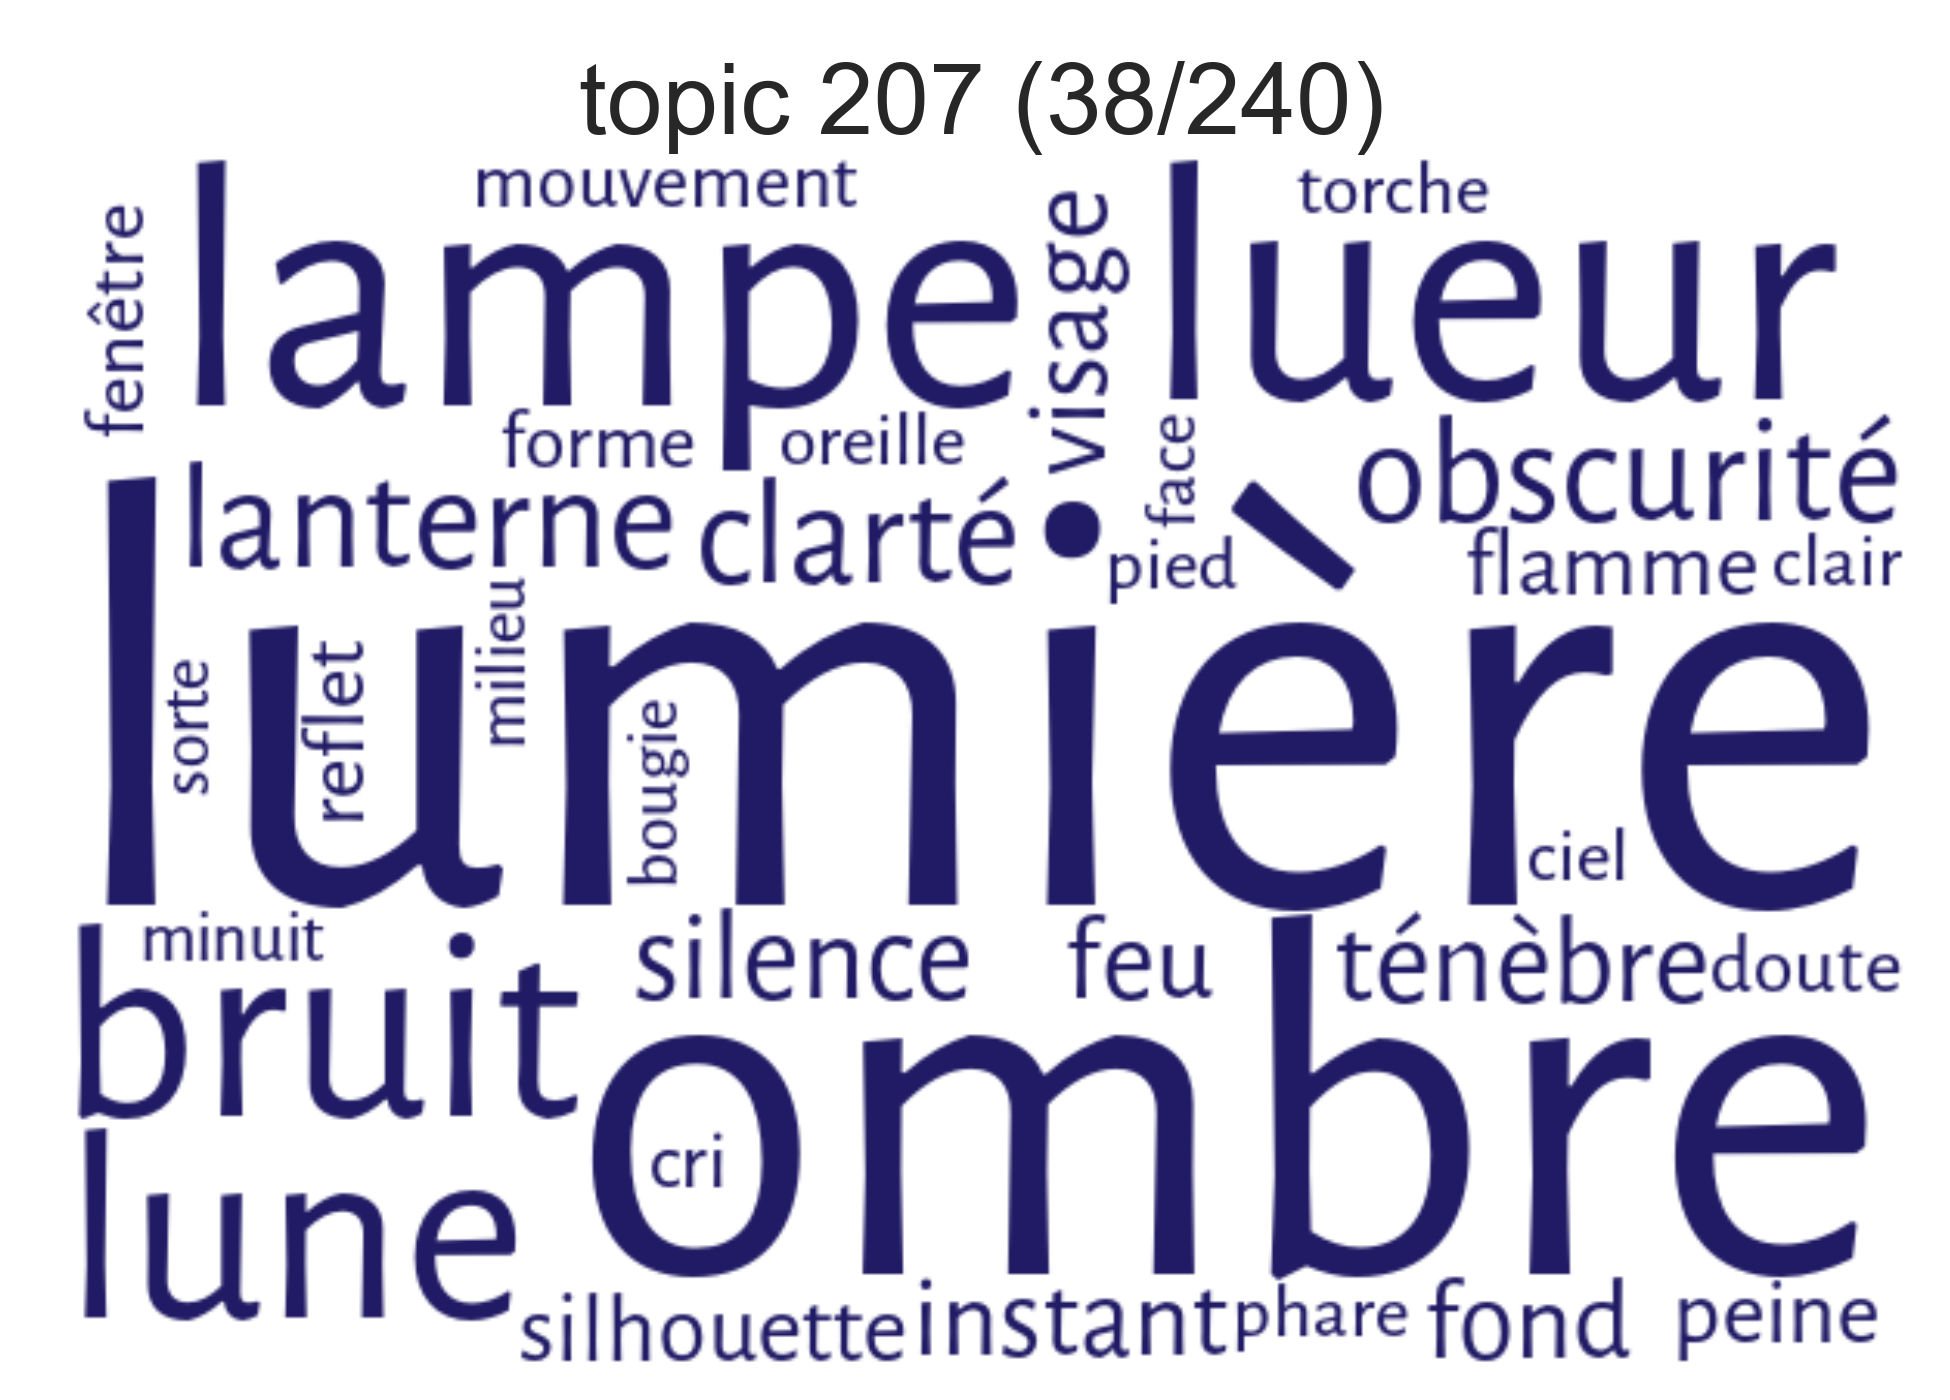 topic 207 (38/240)
mouvement
torche
fenêtre
lampe
visage
lueur
forme
oreille
face
obscurité
lanterne
clarté
pied
flamme
clair
lumière
sorte
reflet
milieu
bougie
ciel
minuit
bruit
silence
feu
ténèbre
doute
ombre
cri
lune
silhouette
instant
phare
fond
peine